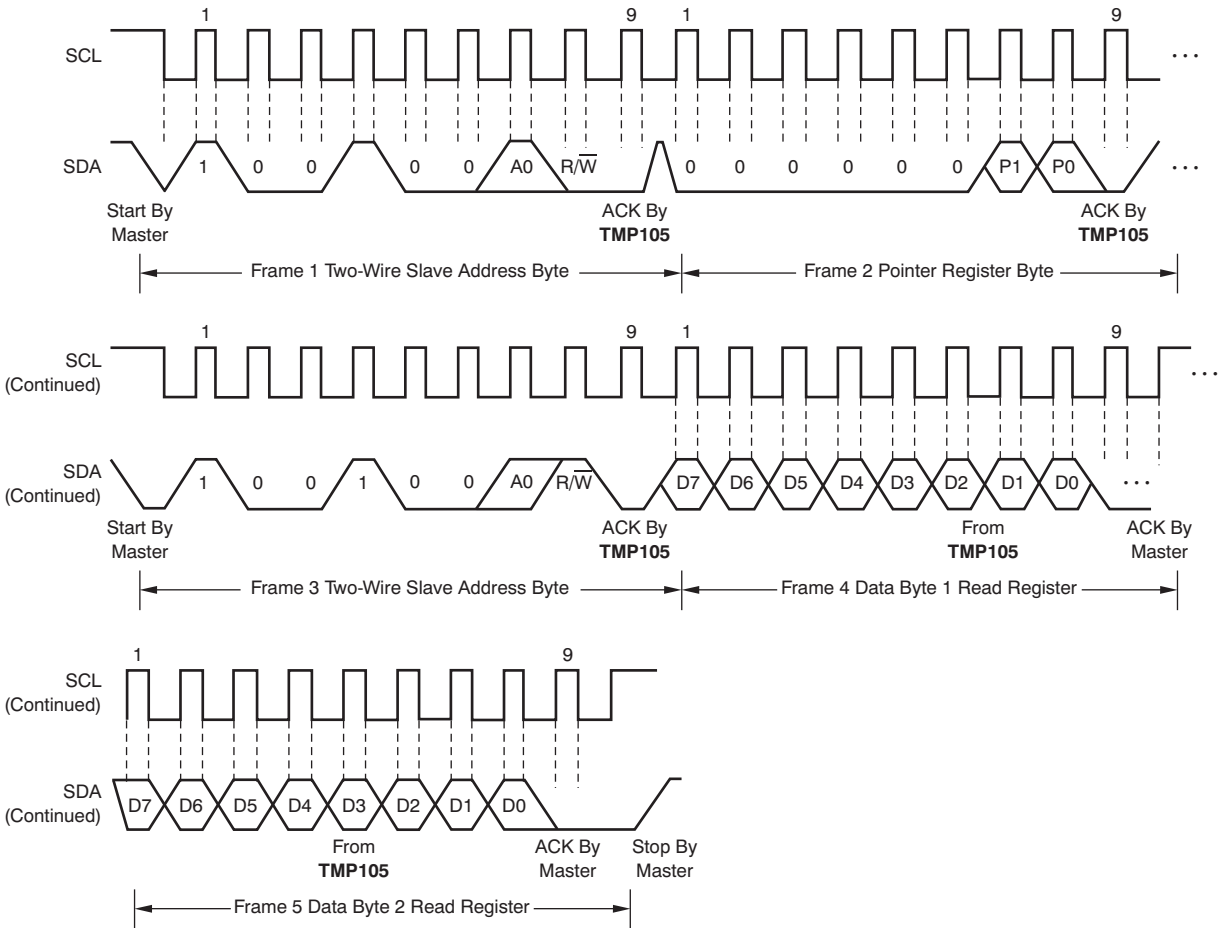 1 9 1 9
SCL ...
SDA 1 0 0 0 0 A0 R/W̅ 0 0 0 0 0 0 P1 P0 ...
Start By Master ACK By TMP105 ACK By TMP105
Frame 1 Two-Wire Slave Address Byte Frame 2 Pointer Register Byte
1 9 1 9
SCL (Continued) ...
SDA (Continued) 1 0 0 1 0 0 A0 R/W̅ D7 D6 D5 D4 D3 D2 D1 D0 ...
Start By Master ACK By TMP105 From TMP105 ACK By Master
Frame 3 Two-Wire Slave Address Byte Frame 4 Data Byte 1 Read Register
1 9
SCL (Continued)
SDA (Continued) D7 D6 D5 D4 D3 D2 D1 D0
From TMP105 ACK By Master Stop By Master
Frame 5 Data Byte 2 Read Register